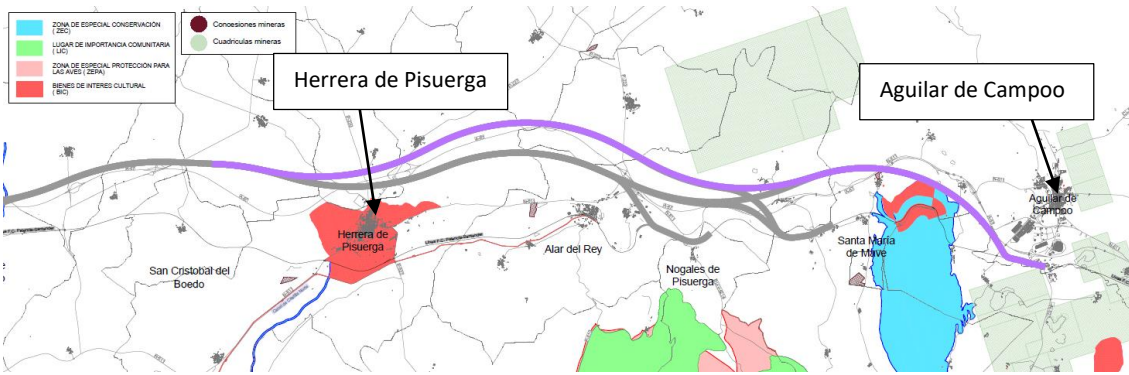 ZONA DE ESPECIAL CONSERVACIÓN
( ZEC)
LUGAR DE IMPORTANCIA COMUNITARIA
( LIC)
ZONA DE ESPECIAL PROTECCIÓN PARA
LAS AVES ( ZEPA)
BIENES DE INTERES CULTURAL
( BIC)
Concesiones mineras
Cuadriculas mineras
Herrera de Pisuerga
Aguilar de Campoo
Aguilar de
Campoo
Herrera de
Pisuerga
Alar del Rey
Santa María
de Mave
San Cristobal del
Boedo
Nogales de
Pisuerga